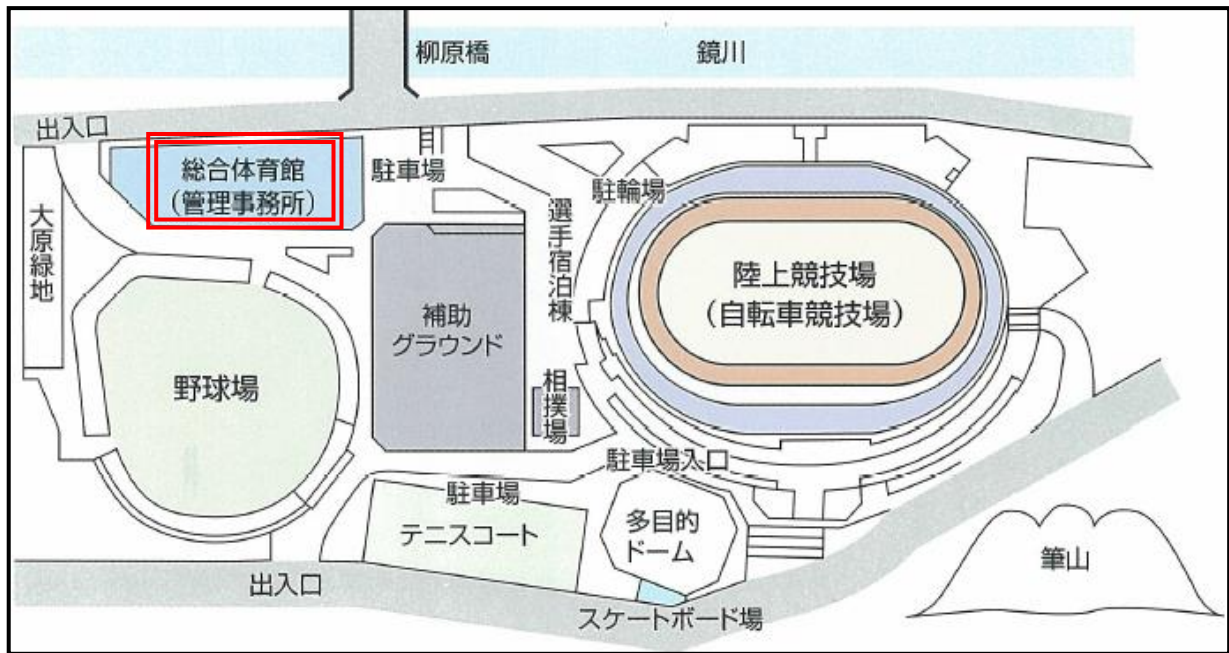 柳原橋
鏡川
出入口
総合体育館
(管理事務所)
駐車場
駐輪場
大原緑地
選手宿泊棟
陸上競技場
(自転車競技場)
補助
グラウンド
野球場
相撲場
駐車場入口
駐車場
テニスコート
多目的
ドーム
筆山
出入口
スケートボード場